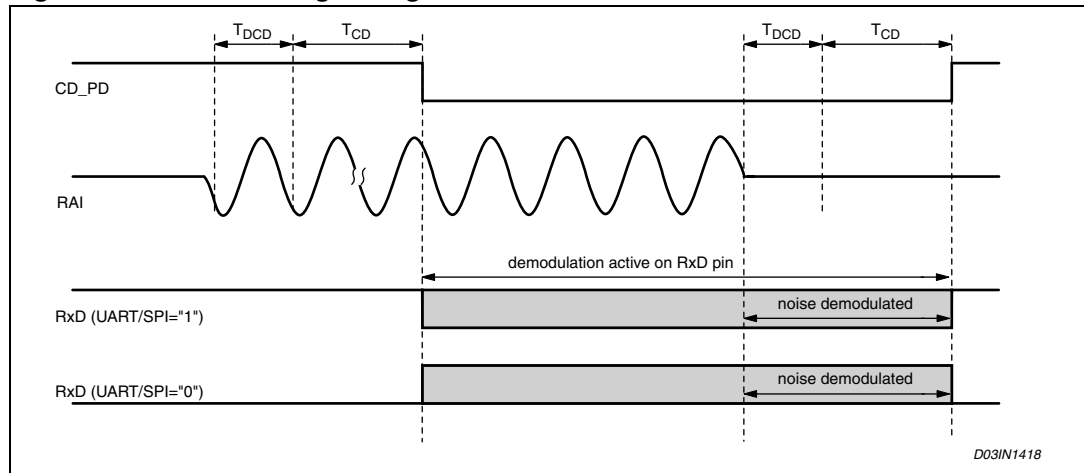 TDCD TCD TDCD TCD
CD_PD
RAI
demodulation active on RxD pin
RxD (UART/SPI="1")
noise demodulated
RxD (UART/SPI="0")
noise demodulated
D03IN1418